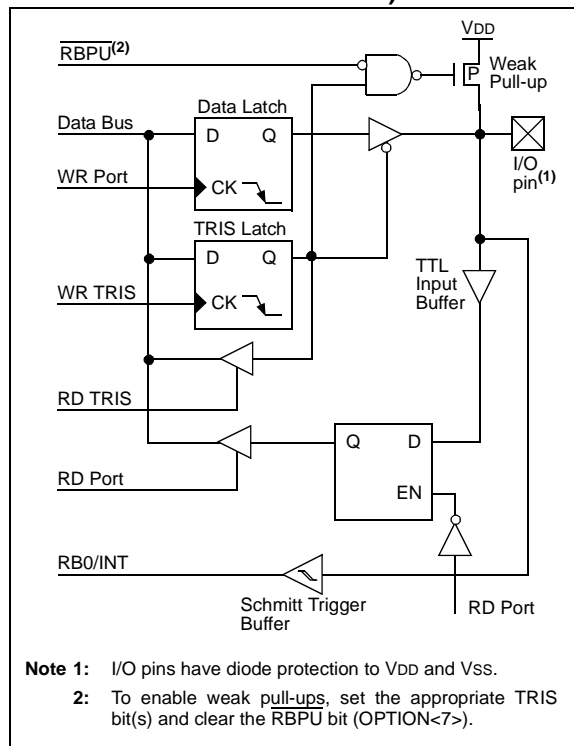 VDD
RBPU(2)
Weak
P
Pull-up
Data Latch
Data Bus
D Q
I/O
pin(1)
WR Port
CK
TRIS Latch
D Q
TTL
Input
Buffer
WR TRIS
CK
RD TRIS
Q D
RD Port
EN
RB0/INT
Schmitt Trigger
Buffer
RD Port
Note 1: I/O pins have diode protection to VDD and VSS.
2: To enable weak pull-ups, set the appropriate TRIS
bit(s) and clear the RBPU bit (OPTION<7>).